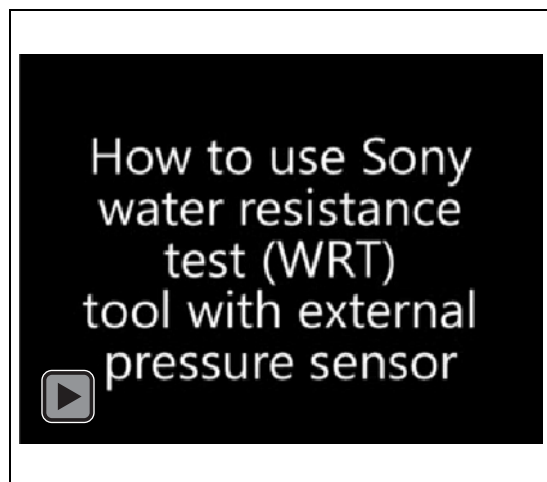 How to use Sony
water resistance
test (WRT)
tool with external
pressure sensor